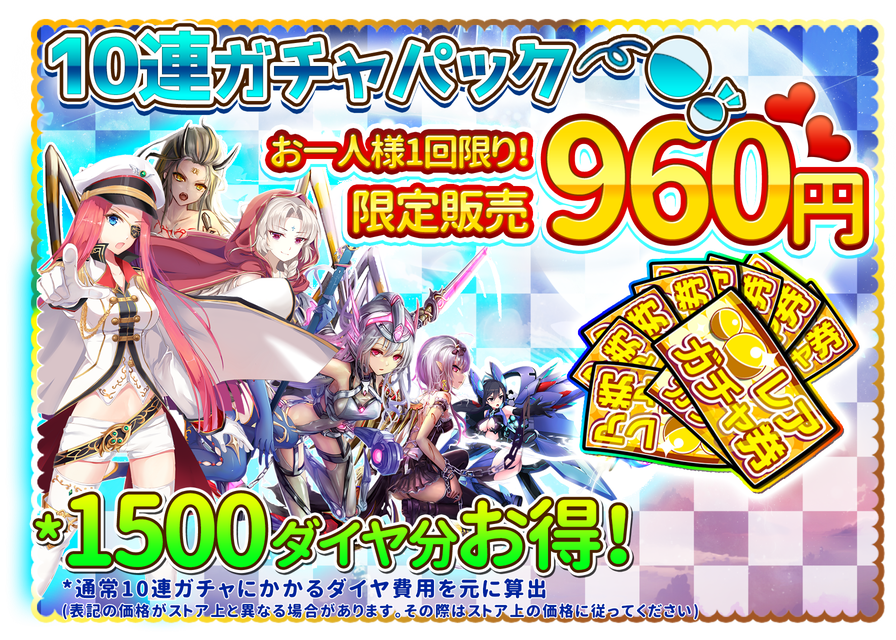 10連ガチャパック
お一人様1回限り!
限定販売
960円
レア
ガチャ券
*1500ダイヤ分お得!
*通常10連ガチャにかかるダイヤ費用を元に算出
(表記の価格がストア上と異なる場合があります。その際はストア上の価格に従ってください)